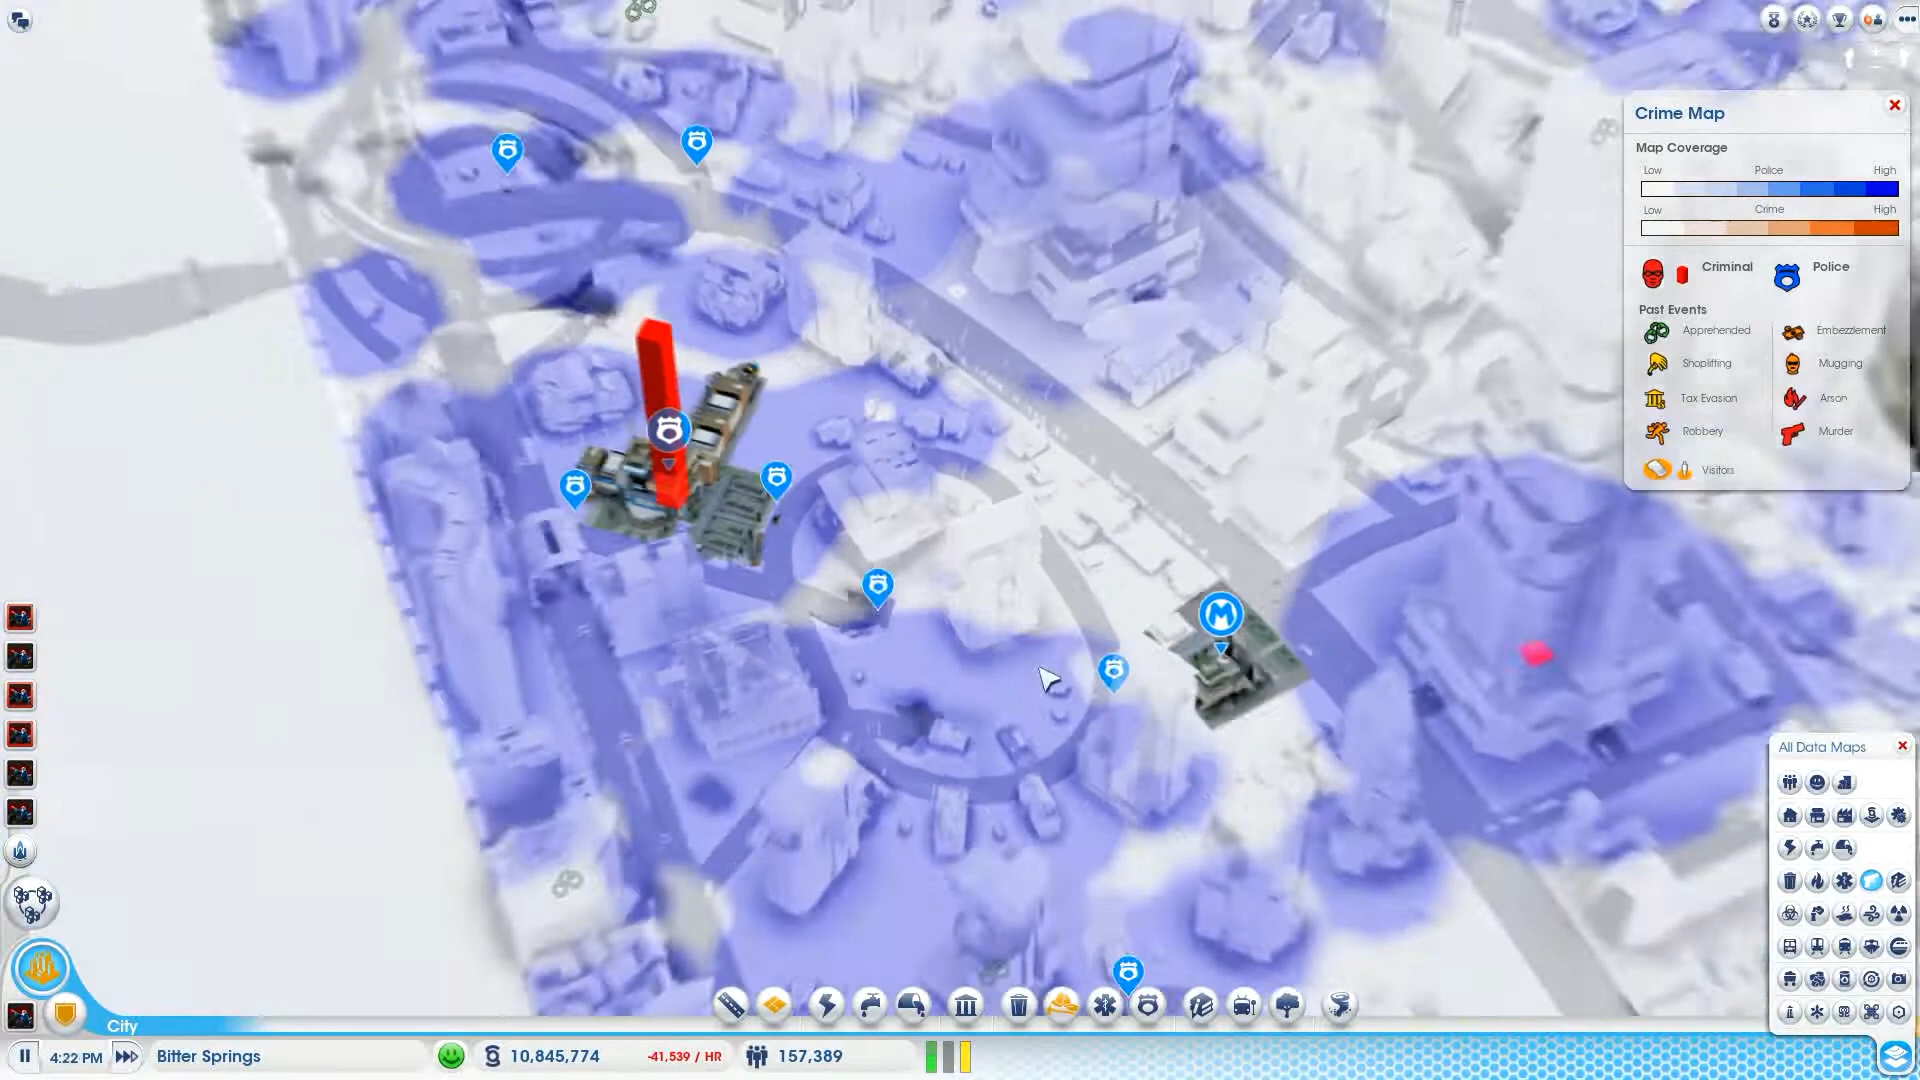 Crime Map
Map Coverage
Low Police High
Low Crime High
Criminal Police
Past Events
Apprehended Embezzlement
Shoplifting Mugging
Tax Evasion Arson
Robbery Murder
Visitors
M
All Data Maps
City
4:22 PM Bitter Springs 10,845,774 -41,539 / HR 157,389